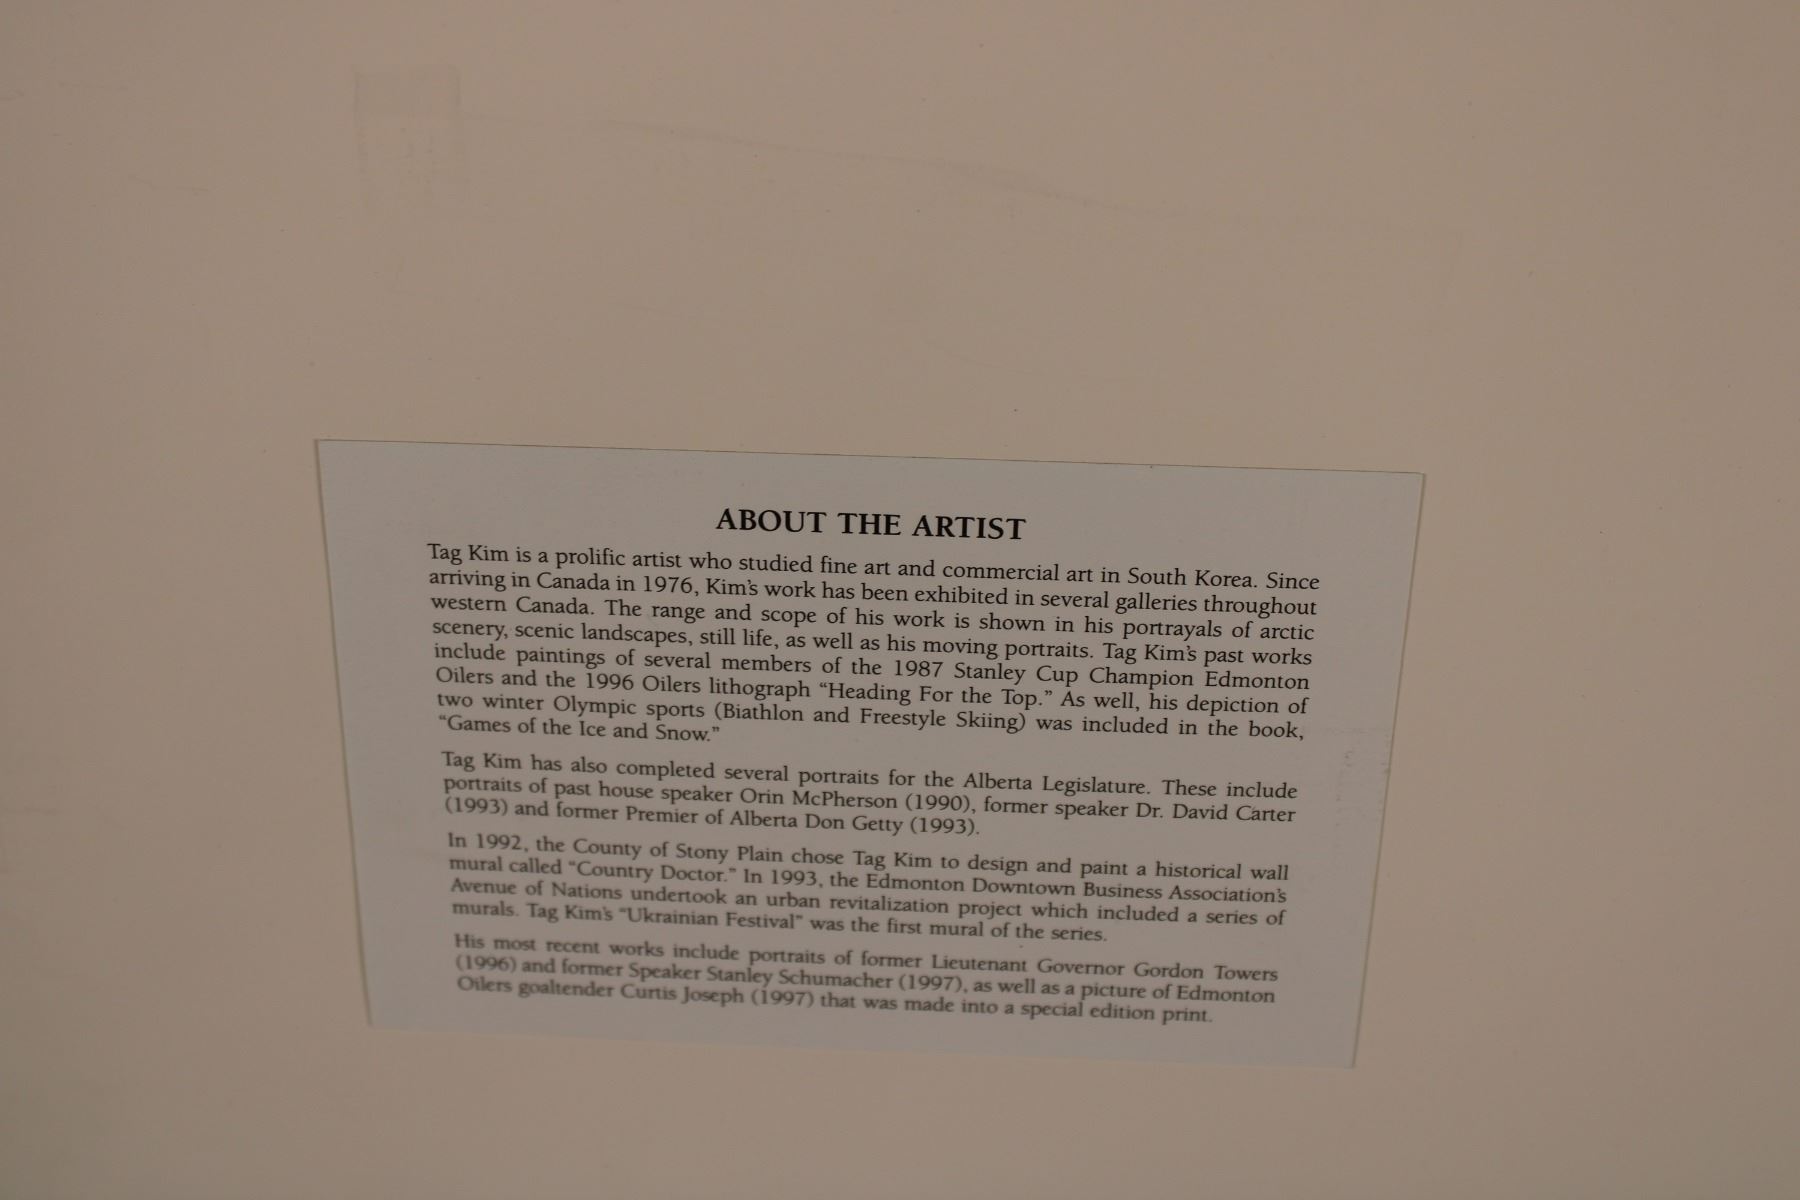 ABOUT THE ARTIST
Tag Kim is a prolific artist who studied fine art and commercial art in South Korea. Since
arriving in Canada in 1976, Kim's work has been exhibited in several galleries throughout
western Canada. The range and scope of his work is shown in his portrayals of arctic
scenery, scenic landscapes, still life, as well as his moving portraits. Tag Kim's past works
include paintings of several members of the 1987 Stanley Cup Champion Edmonton
Oilers and the 1996 Oilers lithograph “Heading For the Top.” As well, his depiction of
two winter Olympic sports (Biathlon and Freestyle Skiing) was included in the book,
“Games of the Ice and Snow.”
Tag Kim has also completed several portraits for the Alberta Legislature. These include
portraits of past house speaker Orin McPherson (1990), former speaker Dr. David Carter
(1993) and former Premier of Alberta Don Getty (1993).
In 1992, the County of Stony Plain chose Tag Kim to design and paint a historical wall
mural called “Country Doctor.” In 1993, the Edmonton Downtown Business Association's
Avenue of Nations undertook an urban revitalization project which included a series of
murals. Tag Kim's “Ukrainian Festival” was the first mural of the series.
His most recent works include portraits of former Lieutenant Governor Gordon Towers
(1996) and former Speaker Stanley Schumacher (1997), as well as a picture of Edmonton
Oilers goaltender Curtis Joseph (1997) that was made into a special edition print.